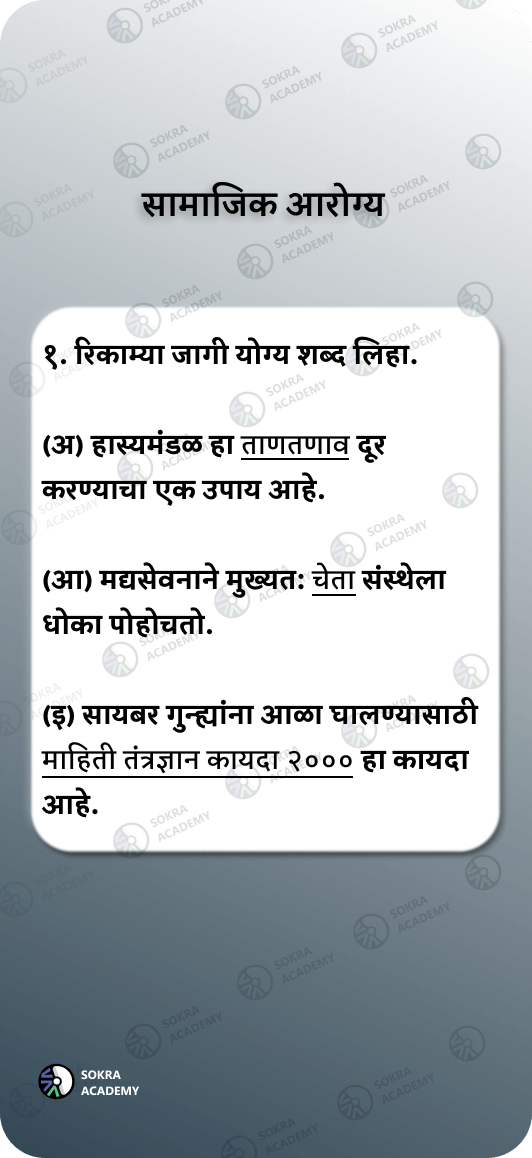 सामाजिक आरोग्य
१. रिकाम्या जागी योग्य शब्द लिहा.
(अ) हास्यमंडळ हा ताणतणाव दूर
करण्याचा एक उपाय आहे.
(आ) मद्यसेवनाने मुख्यत: चेता संस्थेला
धोका पोहोचतो.
(इ) सायबर गुन्ह्यांना आळा घालण्यासाठी
माहिती तंत्रज्ञान कायदा २००० हा कायदा
आहे.
SOKRA
ACADEMY